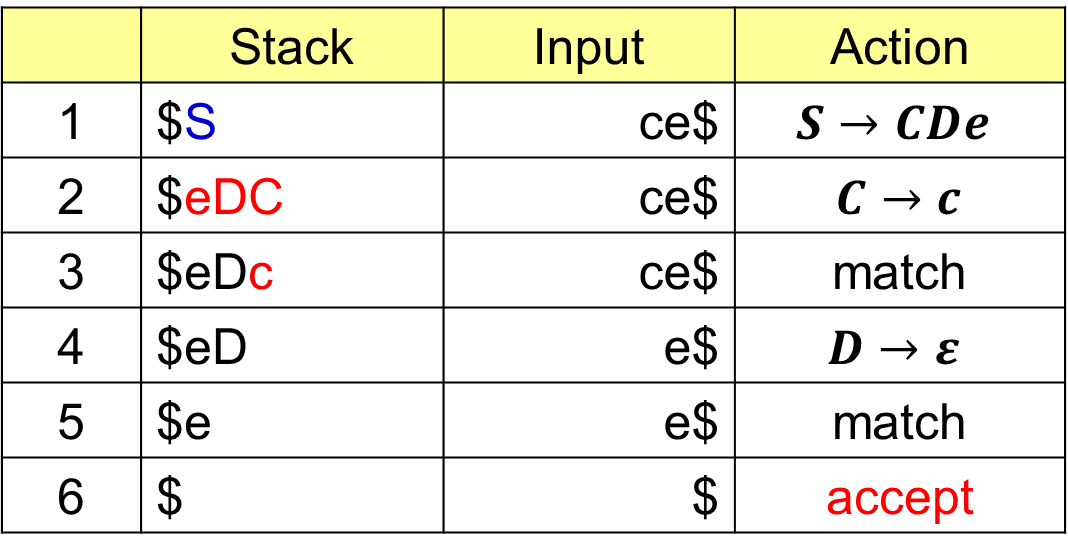 Stack Input Action
1 $S ce$ S → CDe
2 $eDC ce$ C → c
3 $eDc ce$ match
4 $eD e$ D → ε
5 $e e$ match
6 $ $ accept